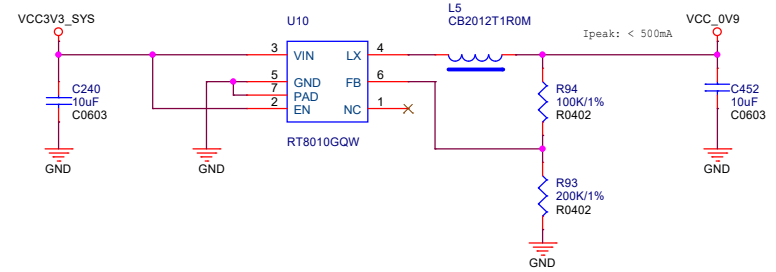 VCC3V3_SYS
U10
L5
CB2012T1R0M
Ipeak: < 500mA
VCC_0V9
3 VIN LX 4
5 GND FB 6
7 PAD
2 EN NC 1
RT8010GQW
C240
10uF
C0603
R94
100K/1%
R0402
C452
10uF
C0603
GND
GND
GND
R93
200K/1%
R0402
GND